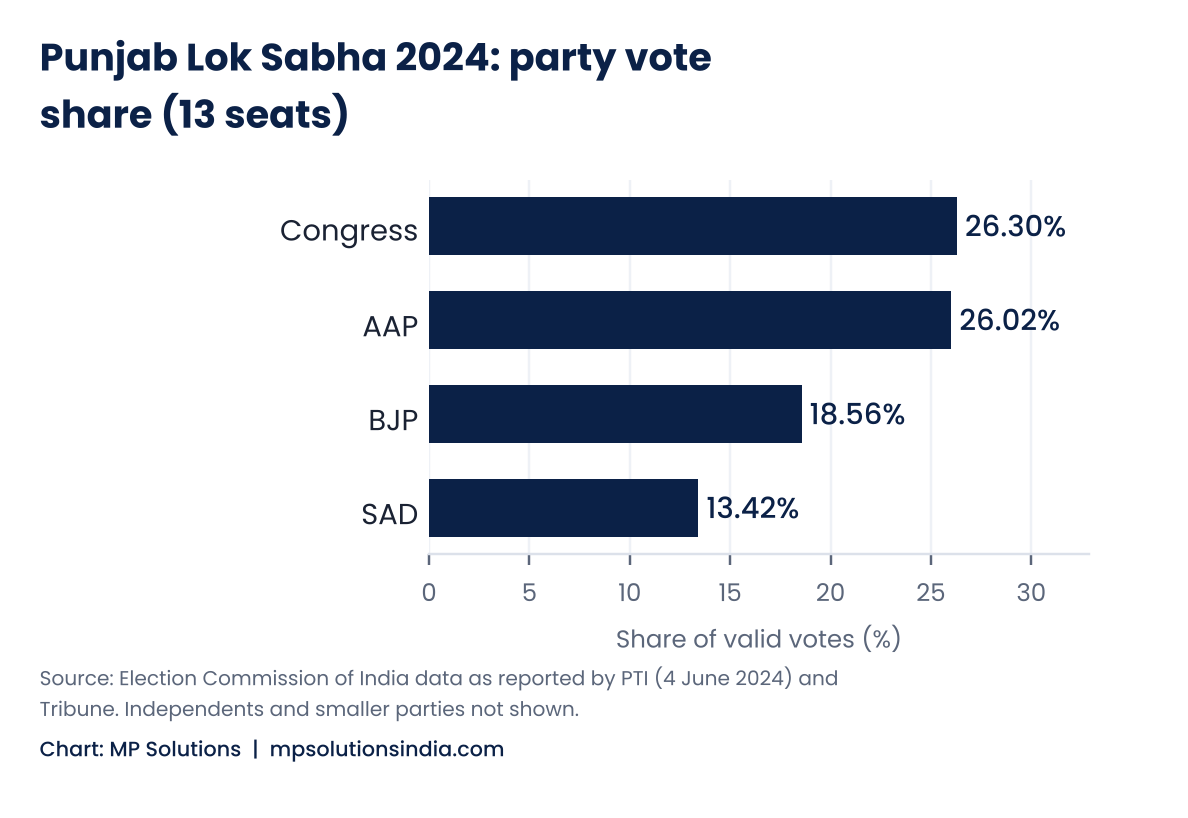 Punjab Lok Sabha 2024: party vote
share (13 seats)
Congress 26.30%
AAP 26.02%
BJP 18.56%
SAD 13.42%
0 5 10 15 20 25 30
Share of valid votes (%)
Source: Election Commission of India data as reported by PTI (4 June 2024) and
Tribune. Independents and smaller parties not shown.
Chart: MP Solutions | mpsolutionsindia.com